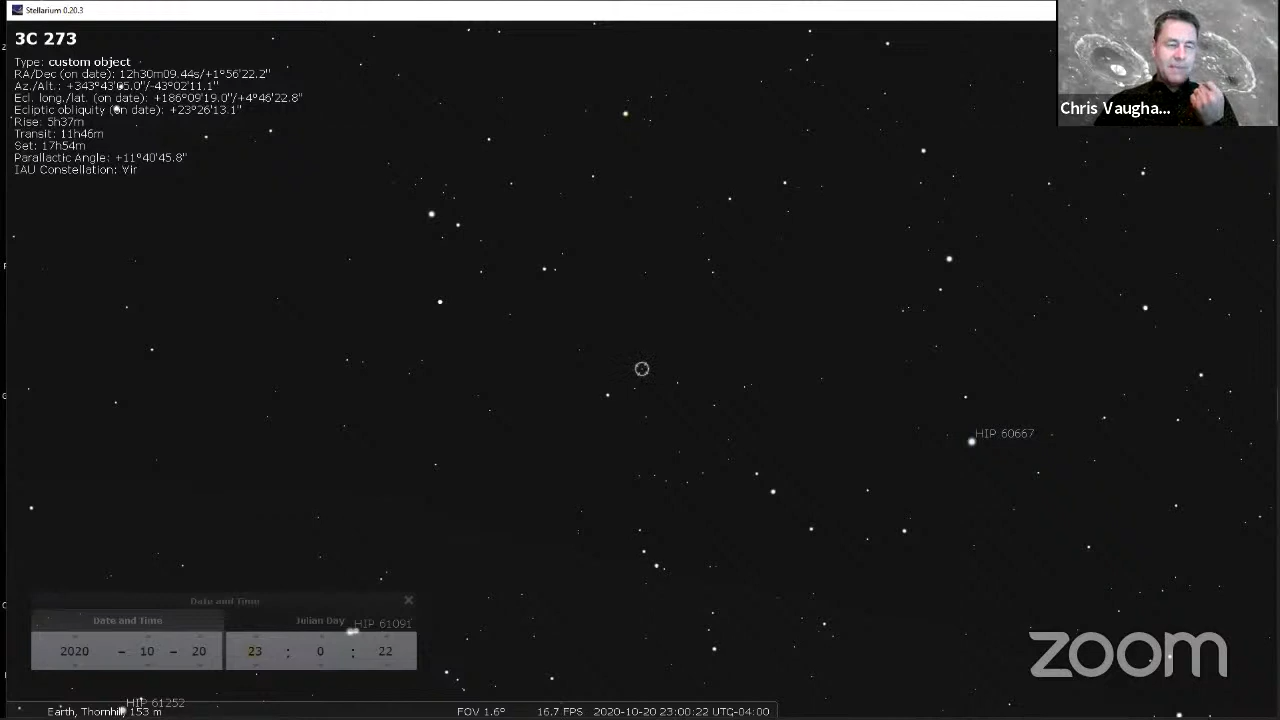 Stellarium 0.20.3
3C 273
Type: custom object
RA/Dec (on date): 12h30m09.44s/+1°56'22.2"
Az./Alt.: +343°43'05.0"/-43°02'11.1"
Ecl. long./lat. (on date): +186°09'19.0"/+4°46'22.8"
Ecliptic obliquity (on date): +23°26'13.1"
Rise: 5h37m
Transit: 11h46m
Set: 17h54m
Parallactic Angle: +11°40'45.8"
IAU Constellation: Vir
Chris Vaugha...
HIP 60667
Date and Time
Date and Time Julian Day
HIP 61091
2020 - 10 - 20 23 : 0 : 22
zoom
HIP 61252
Earth, Thornhill, 153 m FOV 1.6° 16.7 FPS 2020-10-20 23:00:22 UTC-04:00